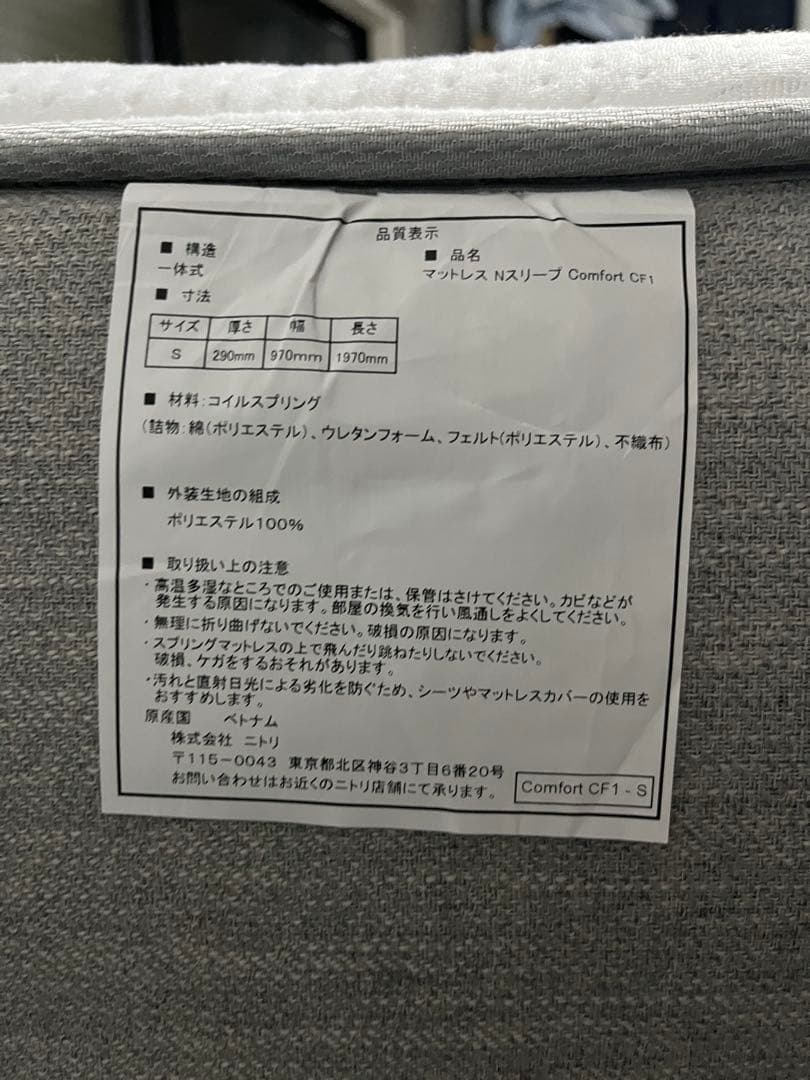 品質表示
■ 構造
一体式
■ 品名
マットレス Nスリープ Comfort CF1
■ 寸法
サイズ 厚さ 幅 長さ
S 290mm 970mm 1970mm
■ 材料:コイルスプリング
(詰物:綿(ポリエステル)、ウレタンフォーム、フェルト(ポリエステル)、不織布)
■ 外装生地の組成
ポリエステル100%
■ 取り扱い上の注意
・高温多湿なところでのご使用または、保管はさけてください。カビなどが
発生する原因になります。部屋の換気を行い風通しをよくしてください。
・無理に折り曲げないでください。破損の原因になります。
・スプリングマットレスの上で飛んだり跳ねたりしないでください。
破損、ケガをするおそれがあります。
・汚れと直射日光による劣化を防ぐため、シーツやマットレスカバーの使用を
おすすめします。
原産国 ベトナム
株式会社 ニトリ
〒115-0043 東京都北区神谷3丁目6番20号
お問い合わせはお近くのニトリ店舗にて承ります。
Comfort CF1 - S